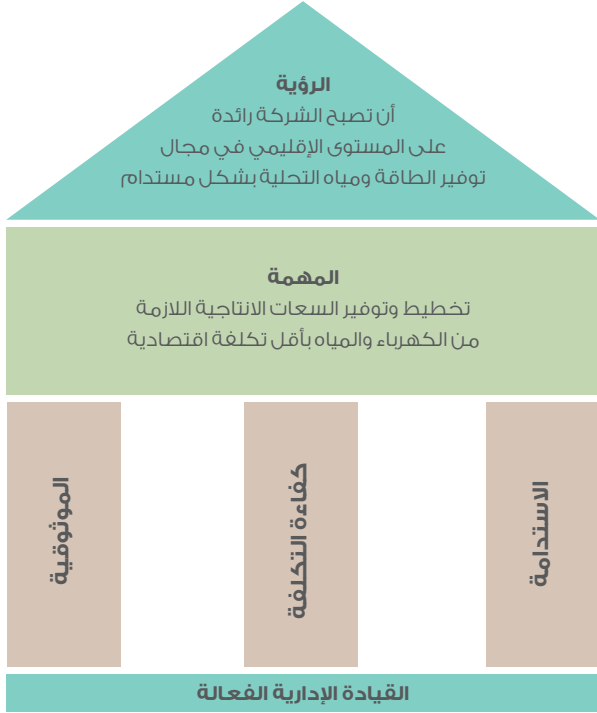 الرؤية
أن تصبح الشركة رائدة
على المستوى الإقليمي في مجال
توفير الطاقة ومياه التحلية بشكل مستدام
المهمة
تخطيط وتوفير السعات الانتاجية اللازمة
من الكهرباء والمياه بأقل تكلفة اقتصادية
الاستدامة
كفاءة التكلفة
الموثوقية
القيادة الإدارية الفعالة